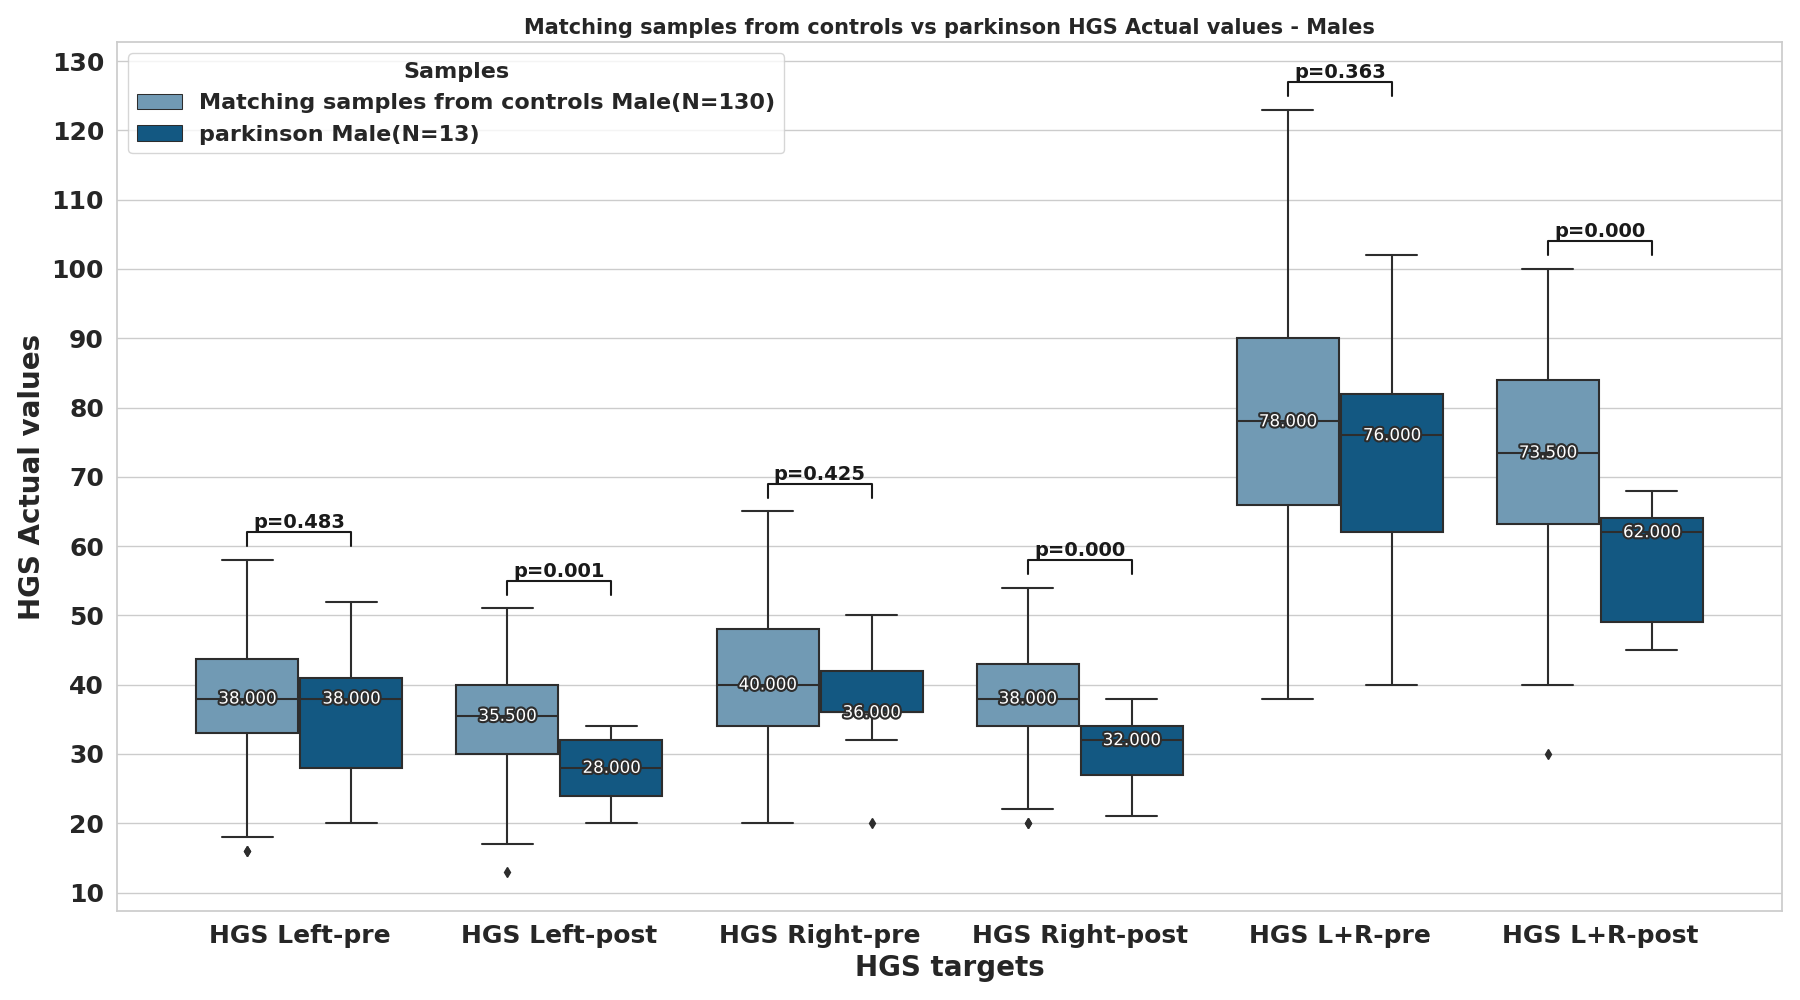 Matching samples from controls vs parkinson HGS Actual values - Males
Samples
Matching samples from controls Male(N=130)
parkinson Male(N=13)
HGS Actual values
130
120
110
100
90
80
70
60
50
40
30
20
10
p=0.483
p=0.001
p=0.425
p=0.000
p=0.363
p=0.000
38.000
38.000
35.500
28.000
40.000
36.000
38.000
32.000
78.000
76.000
73.500
62.000
HGS Left-pre
HGS Left-post
HGS Right-pre
HGS Right-post
HGS L+R-pre
HGS L+R-post
HGS targets